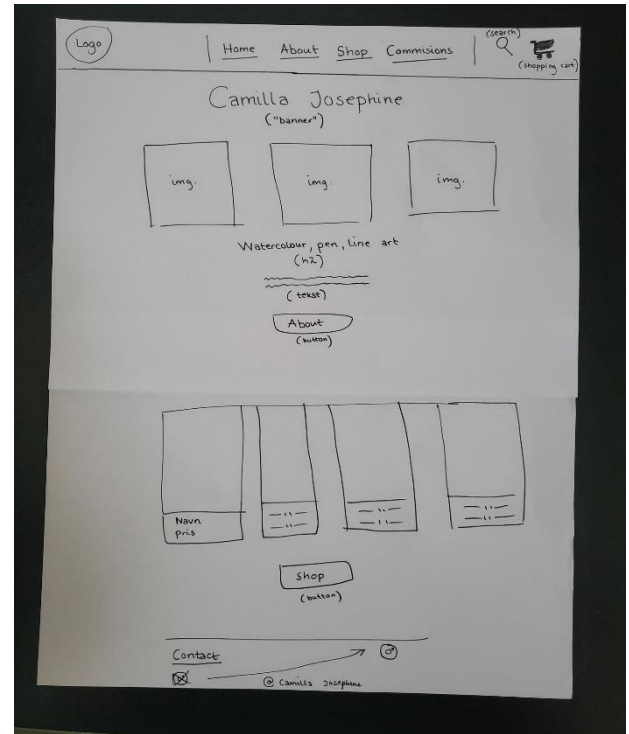 Logo
Home About Shop Commisions
(search)
(shopping cart)
Camilla Josephine
("banner")
img.
img.
img.
Watercolour, pen, line art
(h2)
(tekst)
About
(button)
Navn
pris
-"-
-"-
-"-
-"-
-"-
-"-
Shop
(button)
Contact
@ Camilla Josephine